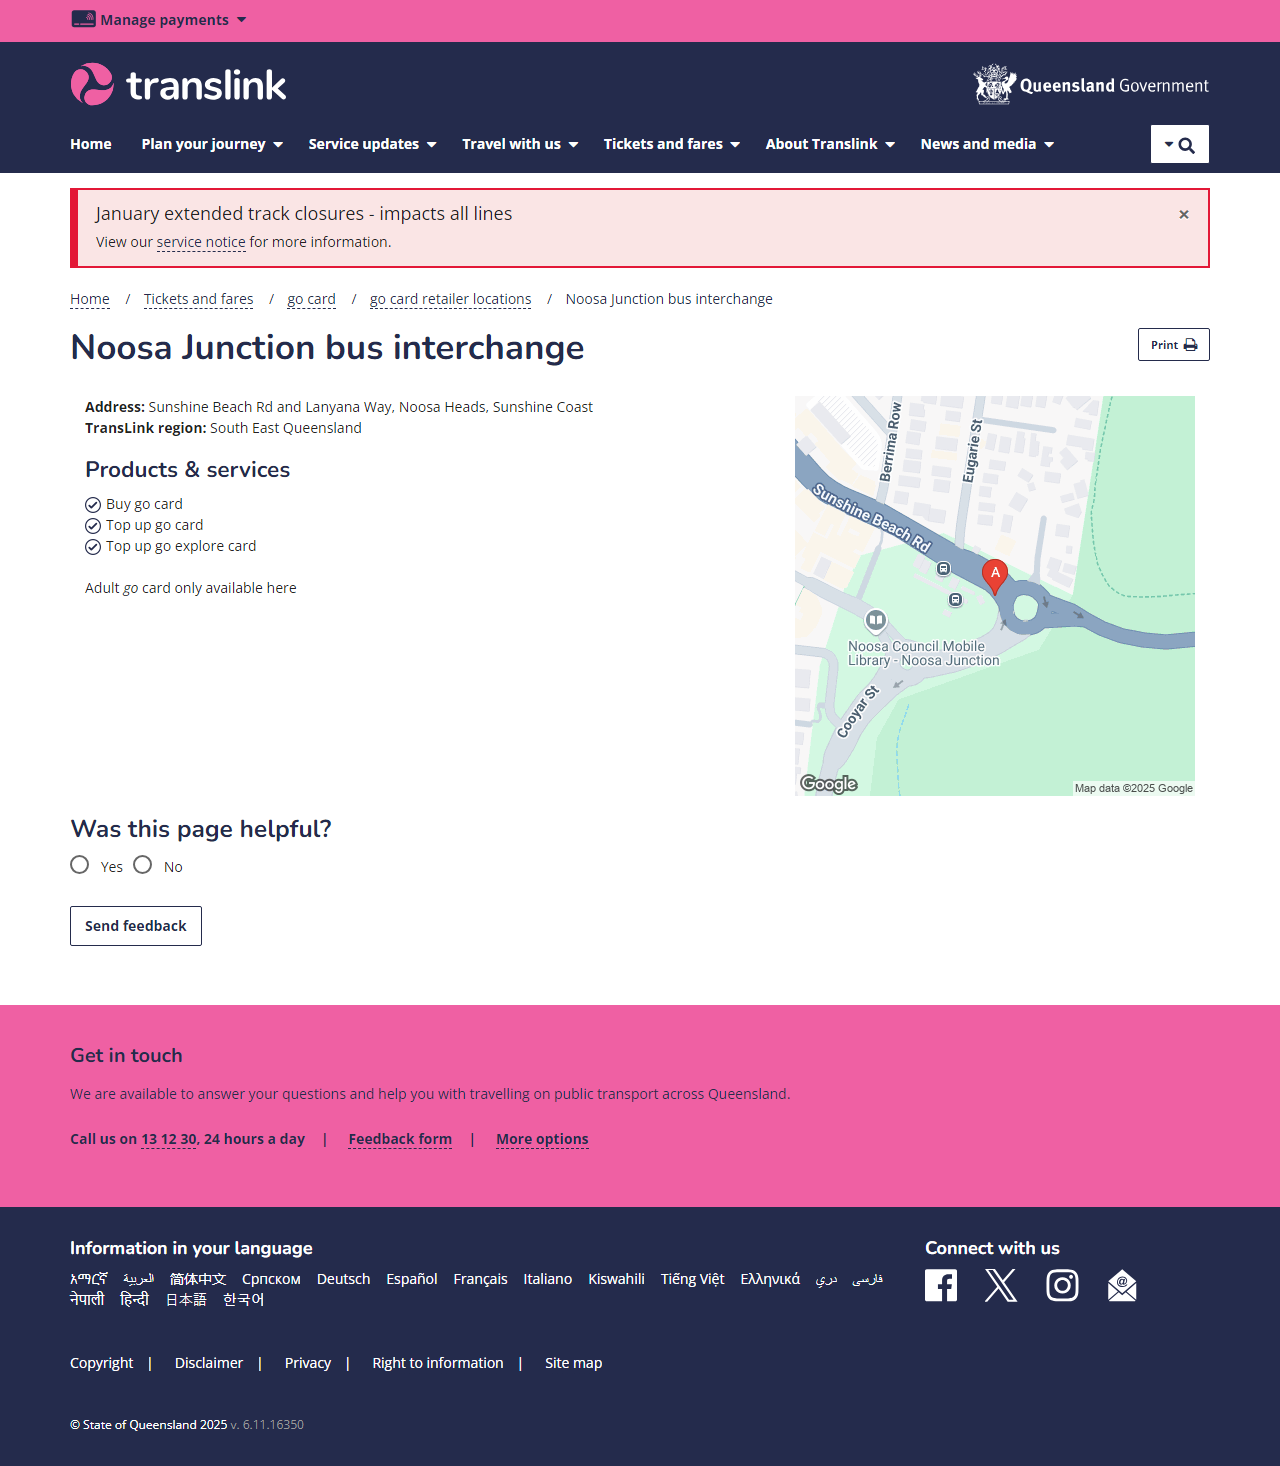 Manage payments
translink
Queensland Government
Home Plan your journey Service updates Travel with us Tickets and fares About Translink News and media
January extended track closures - impacts all lines
×
View our service notice for more information.
Home / Tickets and fares / go card / go card retailer locations / Noosa Junction bus interchange
Noosa Junction bus interchange
Print
Address: Sunshine Beach Rd and Lanyana Way, Noosa Heads, Sunshine Coast
TransLink region: South East Queensland
Products & services
Buy go card
Top up go card
Top up go explore card
Adult go card only available here
Berrima Row
Eugarie St
Sunshine Beach Rd
A
Noosa Council Mobile
Library - Noosa Junction
Cooyar St
Google
Map data ©2025 Google
Was this page helpful?
Yes No
Send feedback
Get in touch
We are available to answer your questions and help you with travelling on public transport across Queensland.
Call us on 13 12 30, 24 hours a day | Feedback form | More options
Information in your language
አማርኛ العربية 简体中文 Српском Deutsch Español Français Italiano Kiswahili Tiếng Việt Ελληνικά دري فارسی
नेपाली हिन्दी 日本語 한국어
Connect with us
@
Copyright | Disclaimer | Privacy | Right to information | Site map
© State of Queensland 2025 v. 6.11.16350